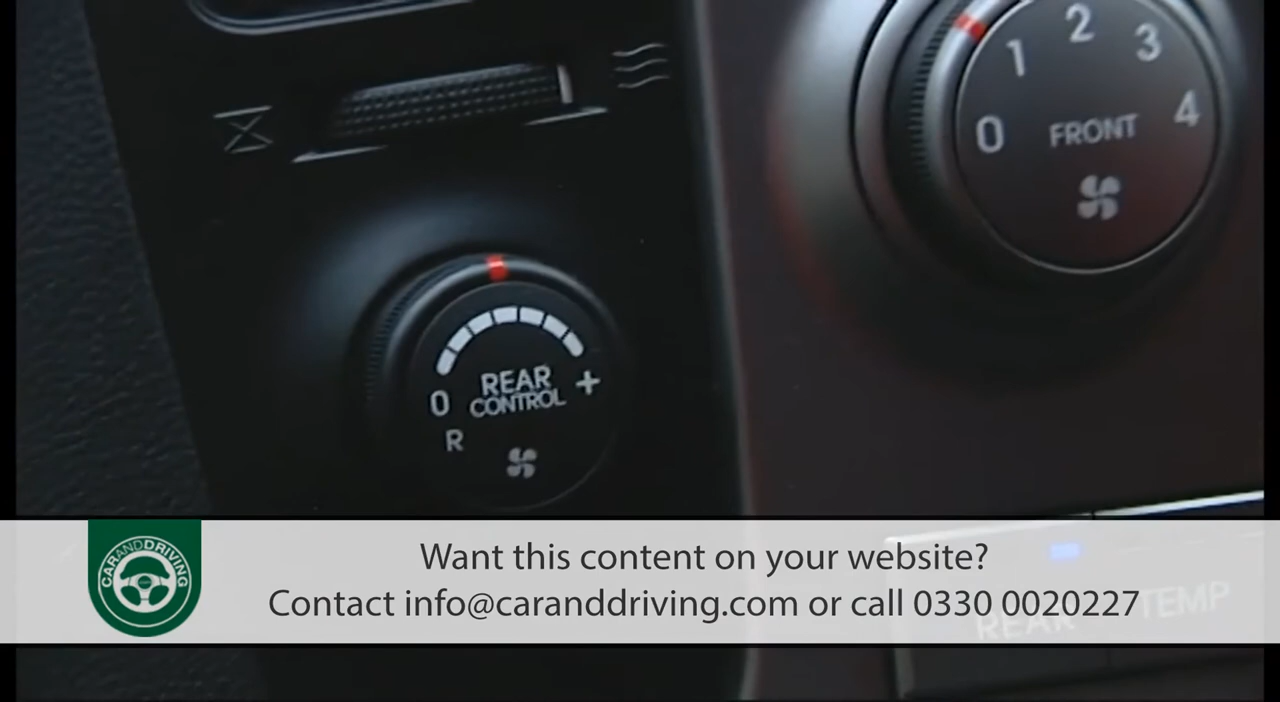 1 2 3
0 FRONT 4
REAR
CONTROL
0 +
R
CARANDDRIVING
Want this content on your website?
Contact info@caranddriving.com or call 0330 0020227
REAR TEMP